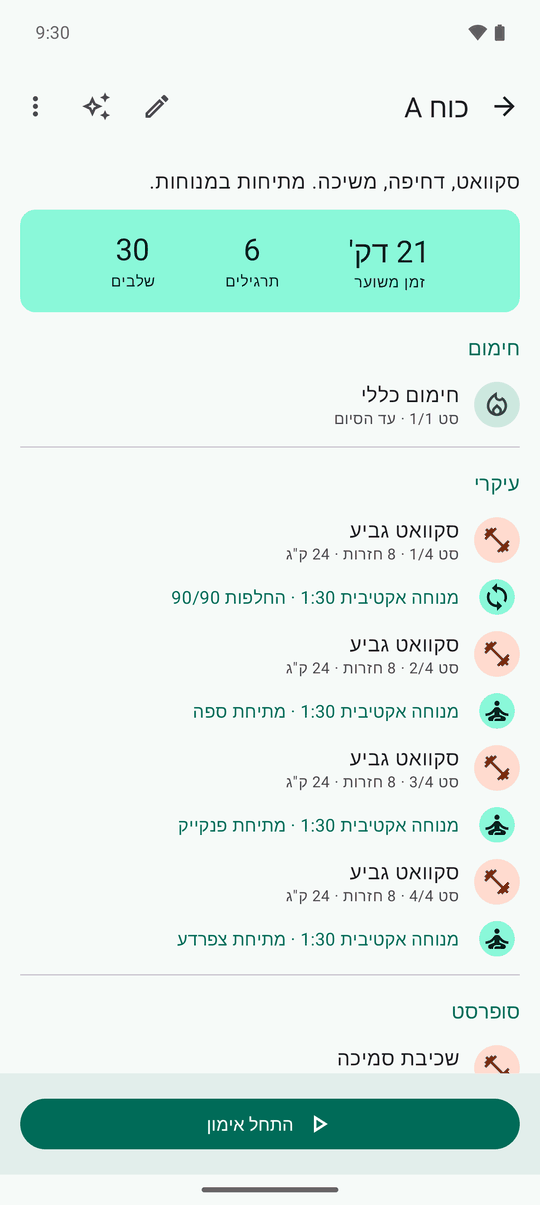 9:30
כוח A
סקוואט, דחיפה, משיכה. מתיחות במנוחות.
21 דק' 6 30
זמן משוער תרגילים שלבים
חימום
חימום כללי
סט 1/1 · עד הסיום
עיקרי
סקוואט גביע
סט 1/4 · 8 חזרות · 24 ק"ג
מנוחה אקטיבית 1:30 · החלפות 90/90
סקוואט גביע
סט 2/4 · 8 חזרות · 24 ק"ג
מנוחה אקטיבית 1:30 · מתיחת ספה
סקוואט גביע
סט 3/4 · 8 חזרות · 24 ק"ג
מנוחה אקטיבית 1:30 · מתיחת פנקייק
סקוואט גביע
סט 4/4 · 8 חזרות · 24 ק"ג
מנוחה אקטיבית 1:30 · מתיחת צפרדע
סופרסט
שכיבת סמיכה
התחל אימון